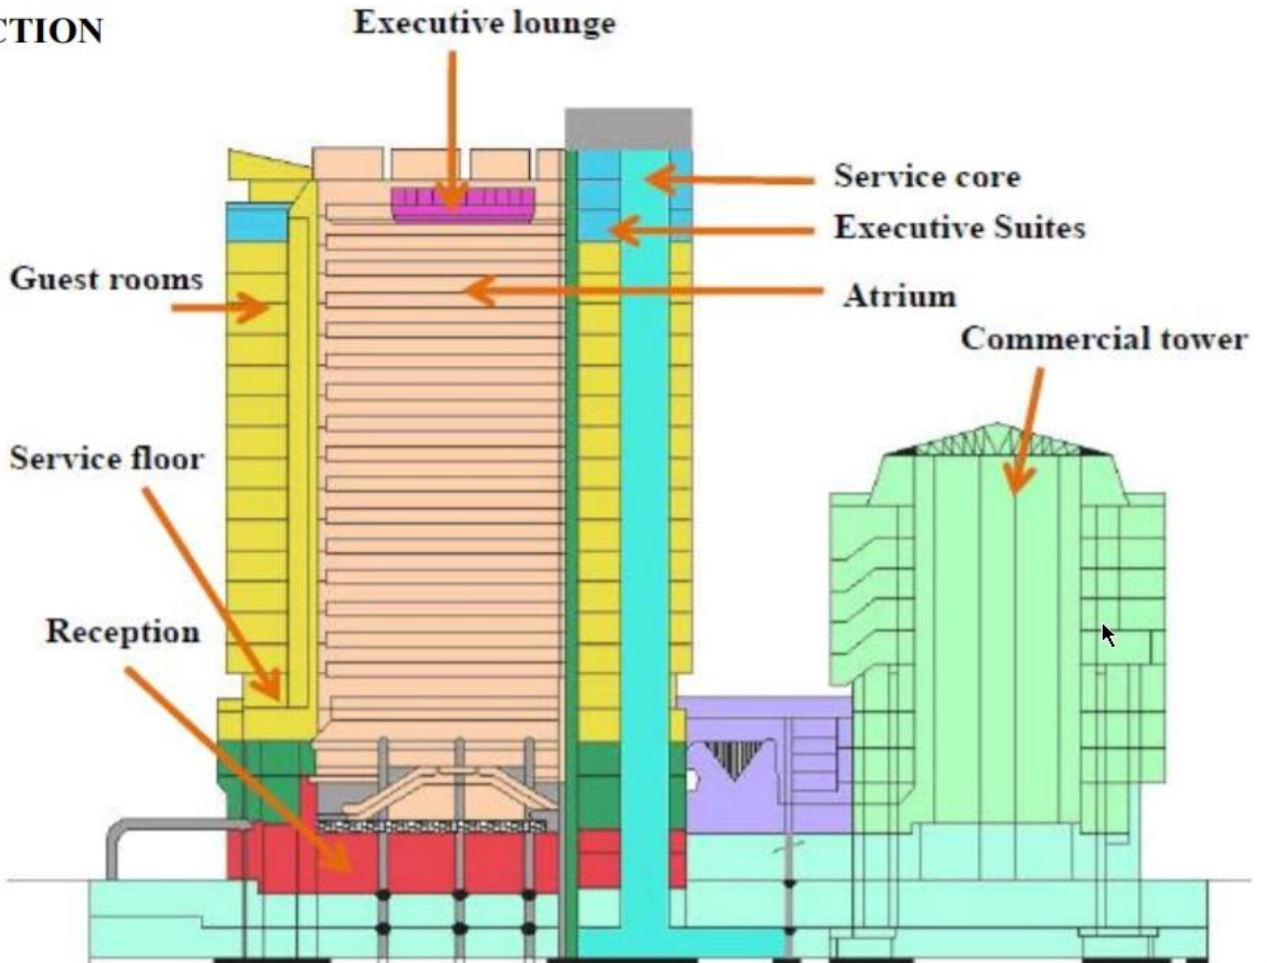 CTION
Executive lounge
Service core
Executive Suites
Guest rooms
Atrium
Commercial tower
Service floor
Reception